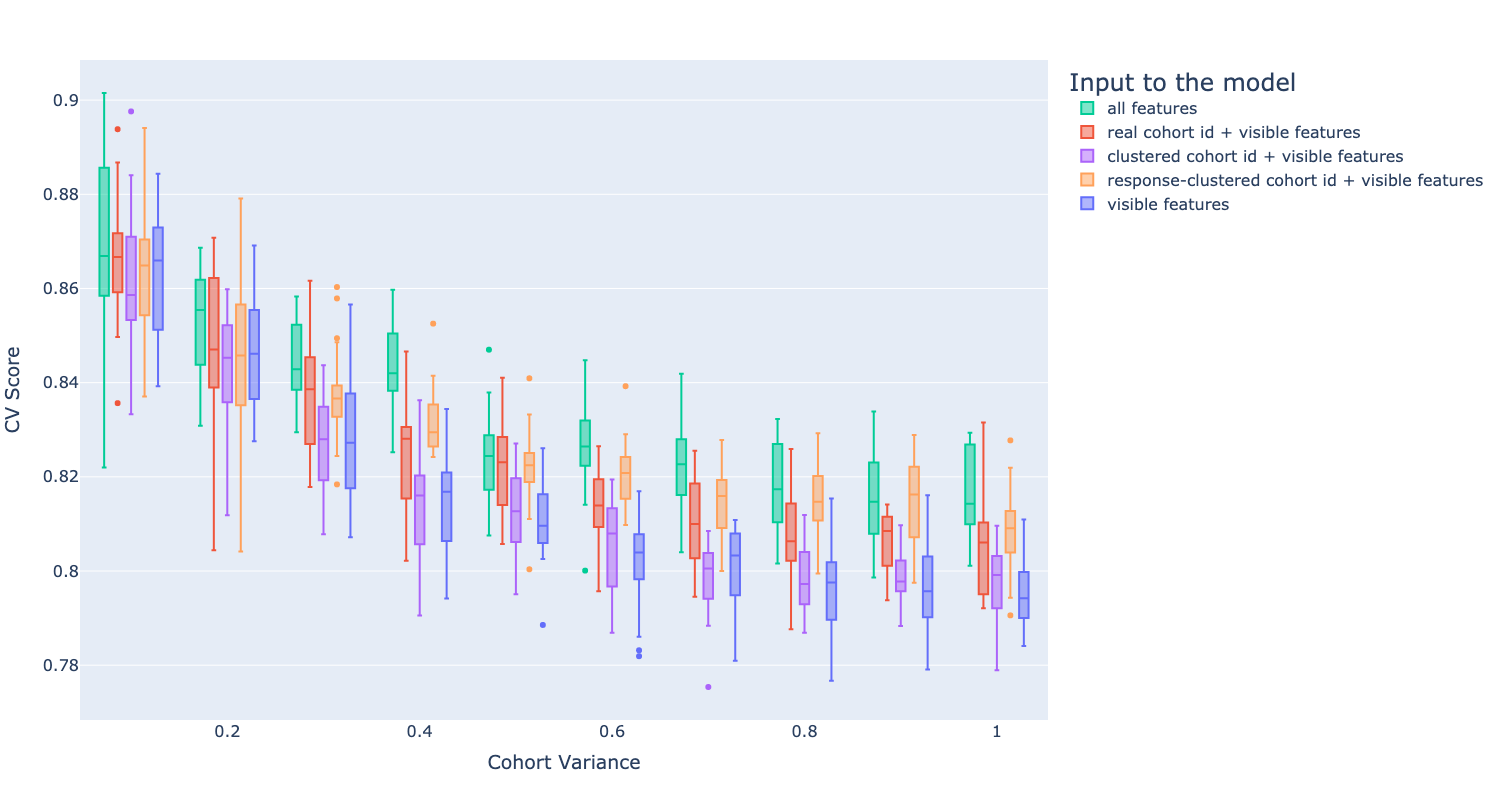 Input to the model
all features
real cohort id + visible features
clustered cohort id + visible features
response-clustered cohort id + visible features
visible features
CV Score
0.9
0.88
0.86
0.84
0.82
0.8
0.78
0.2
0.4
0.6
0.8
1
Cohort Variance